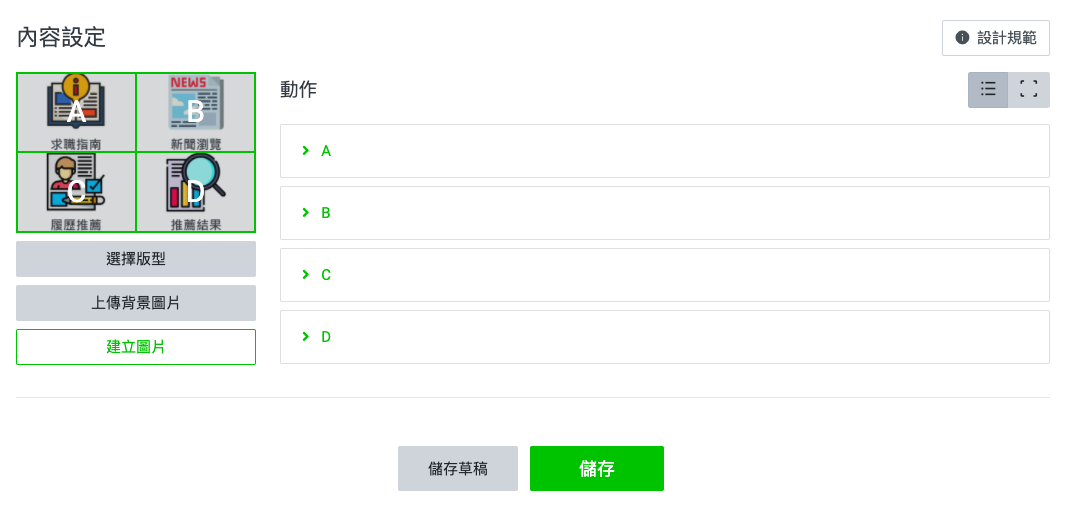 內容設定
設計規範
A
求職指南
NEWS
B
新聞瀏覽
C
履歷推薦
D
推薦結果
選擇版型
上傳背景圖片
建立圖片
動作
A
B
C
D
儲存草稿
儲存